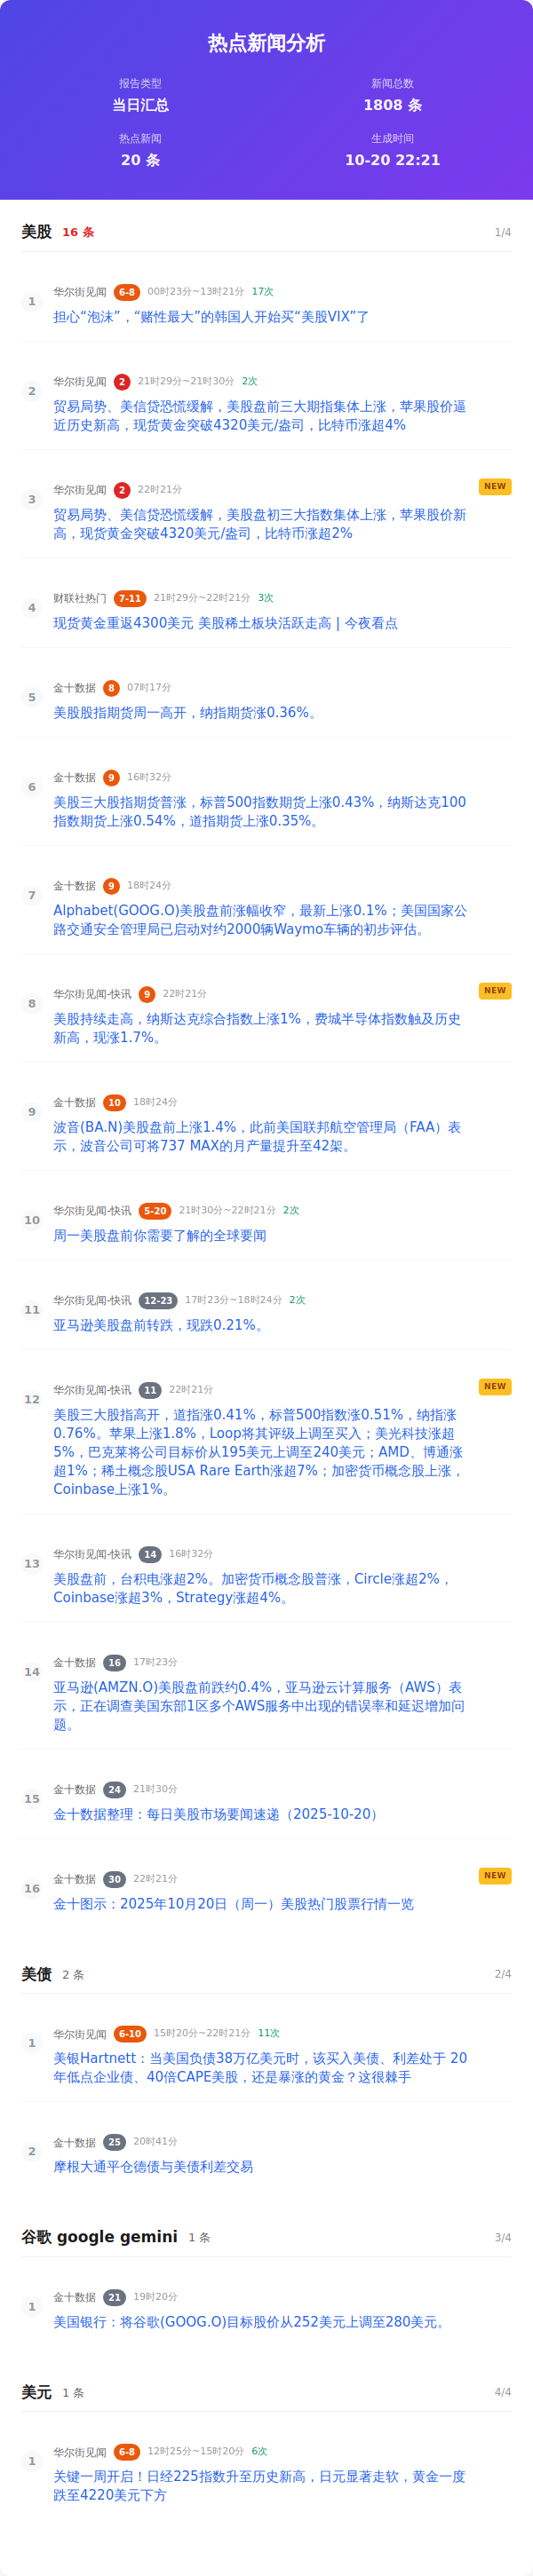 热点新闻分析
报告类型
新闻总数
当日汇总
1808 条
热点新闻
生成时间
20 条
10-20 22:21
美股 16 条 1/4
1 华尔街见闻 6-8 00时23分~13时21分 17次
担心“泡沫”，“赌性最大”的韩国人开始买“美股VIX”了
2 华尔街见闻 2 21时29分~21时30分 2次
贸易局势、美信贷恐慌缓解，美股盘前三大期指集体上涨，苹果股价逼
近历史新高，现货黄金突破4320美元/盎司，比特币涨超4%
3 华尔街见闻 2 22时21分 NEW
贸易局势、美信贷恐慌缓解，美股盘初三大指数集体上涨，苹果股价新
高，现货黄金突破4320美元/盎司，比特币涨超2%
4 财联社热门 7-11 21时29分~22时21分 3次
现货黄金重返4300美元 美股稀土板块活跃走高 | 今夜看点
5 金十数据 8 07时17分
美股股指期货周一高开，纳指期货涨0.36%。
6 金十数据 9 16时32分
美股三大股指期货普涨，标普500指数期货上涨0.43%，纳斯达克100
指数期货上涨0.54%，道指期货上涨0.35%。
7 金十数据 9 18时24分
Alphabet(GOOG.O)美股盘前涨幅收窄，最新上涨0.1%；美国国家公
路交通安全管理局已启动对约2000辆Waymo车辆的初步评估。
8 华尔街见闻-快讯 9 22时21分 NEW
美股持续走高，纳斯达克综合指数上涨1%，费城半导体指数触及历史
新高，现涨1.7%。
9 金十数据 10 18时24分
波音(BA.N)美股盘前上涨1.4%，此前美国联邦航空管理局（FAA）表
示，波音公司可将737 MAX的月产量提升至42架。
10 华尔街见闻-快讯 5-20 21时30分~22时21分 2次
周一美股盘前你需要了解的全球要闻
11 华尔街见闻-快讯 12-23 17时23分~18时24分 2次
亚马逊美股盘前转跌，现跌0.21%。
12 华尔街见闻-快讯 11 22时21分 NEW
美股三大股指高开，道指涨0.41%，标普500指数涨0.51%，纳指涨
0.76%。苹果上涨1.8%，Loop将其评级上调至买入；美光科技涨超
5%，巴克莱将公司目标价从195美元上调至240美元；AMD、博通涨
超1%；稀土概念股USA Rare Earth涨超7%；加密货币概念股上涨，
Coinbase上涨1%。
13 华尔街见闻-快讯 14 16时32分
美股盘前，台积电涨超2%。加密货币概念股普涨，Circle涨超2%，
Coinbase涨超3%，Strategy涨超4%。
14 金十数据 16 17时23分
亚马逊(AMZN.O)美股盘前跌约0.4%，亚马逊云计算服务（AWS）表
示，正在调查美国东部1区多个AWS服务中出现的错误率和延迟增加问
题。
15 金十数据 24 21时30分
金十数据整理：每日美股市场要闻速递（2025-10-20）
16 金十数据 30 22时21分 NEW
金十图示：2025年10月20日（周一）美股热门股票行情一览
美债 2 条 2/4
1 华尔街见闻 6-10 15时20分~22时21分 11次
美银Hartnett：当美国负债38万亿美元时，该买入美债、利差处于 20
年低点企业债、40倍CAPE美股，还是暴涨的黄金？这很棘手
2 金十数据 25 20时41分
摩根大通平仓德债与美债利差交易
谷歌 google gemini 1 条 3/4
1 金十数据 21 19时20分
美国银行：将谷歌(GOOG.O)目标股价从252美元上调至280美元。
美元 1 条 4/4
1 华尔街见闻 6-8 12时25分~15时20分 6次
关键一周开启！日经225指数升至历史新高，日元显著走软，黄金一度
跌至4220美元下方